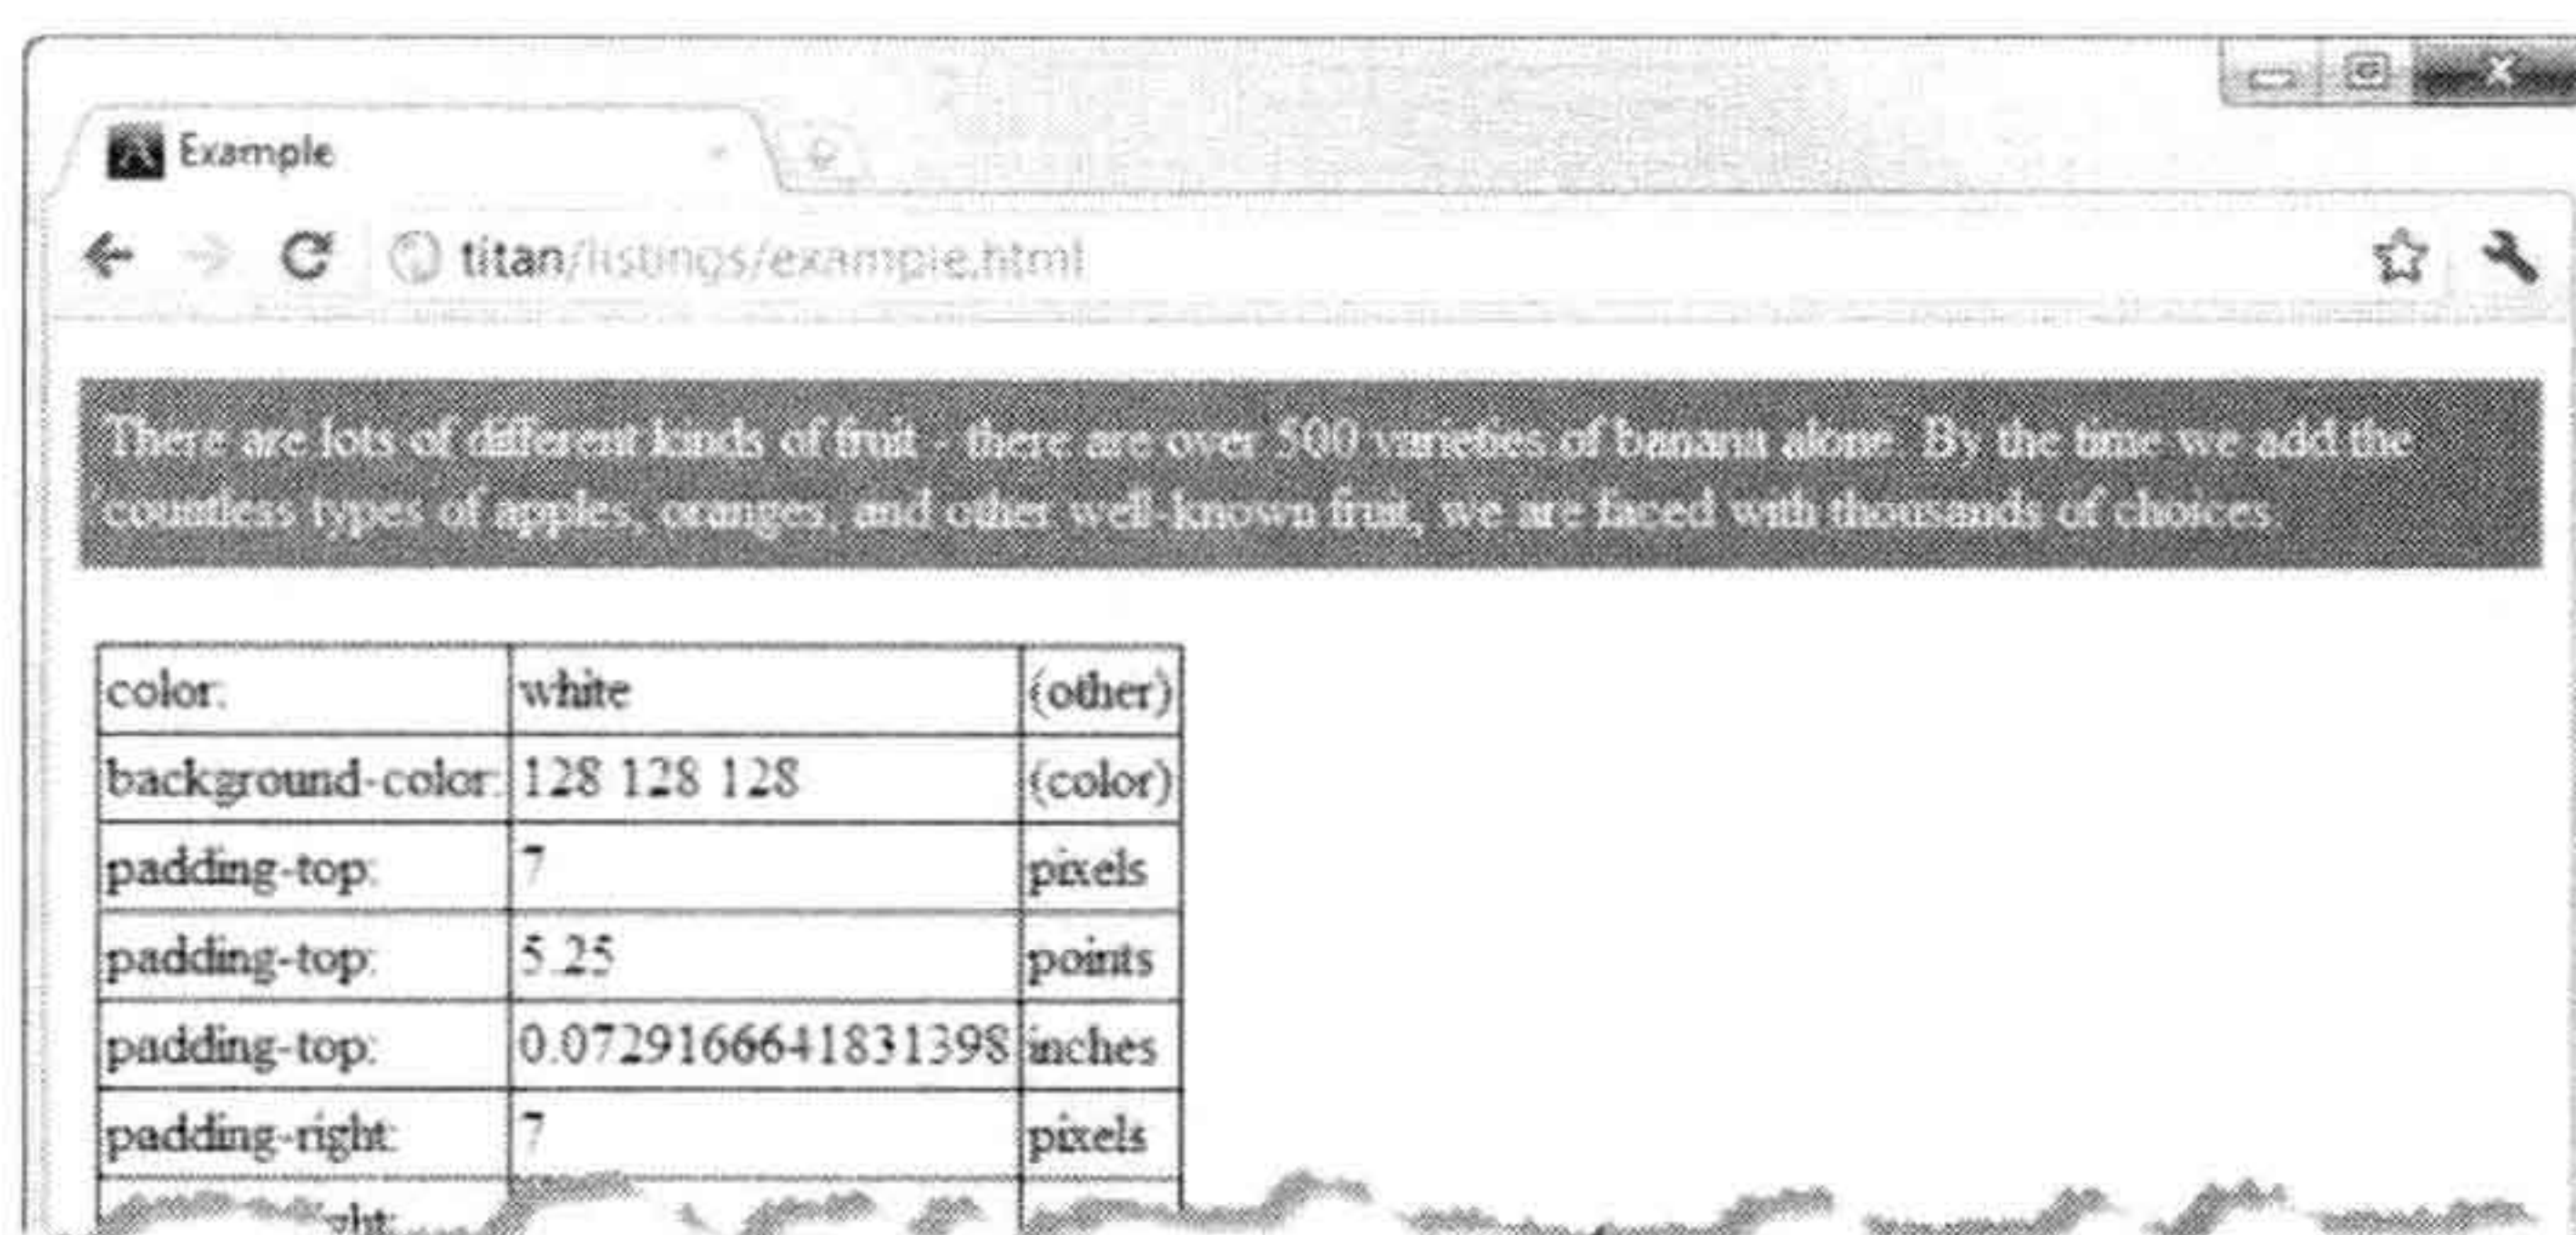 Example
titan/listings/example.html
There are lots of different kinds of fruit - there are over 500 varieties of banana alone. By the time we add the
countless types of apples, oranges, and other well-known fruit, we are faced with thousands of choices.
color: white (other)
background-color: 128 128 128 (color)
padding-top: 7 pixels
padding-top: 5.25 points
padding-top: 0.0729166641831398 inches
padding-right: 7 pixels